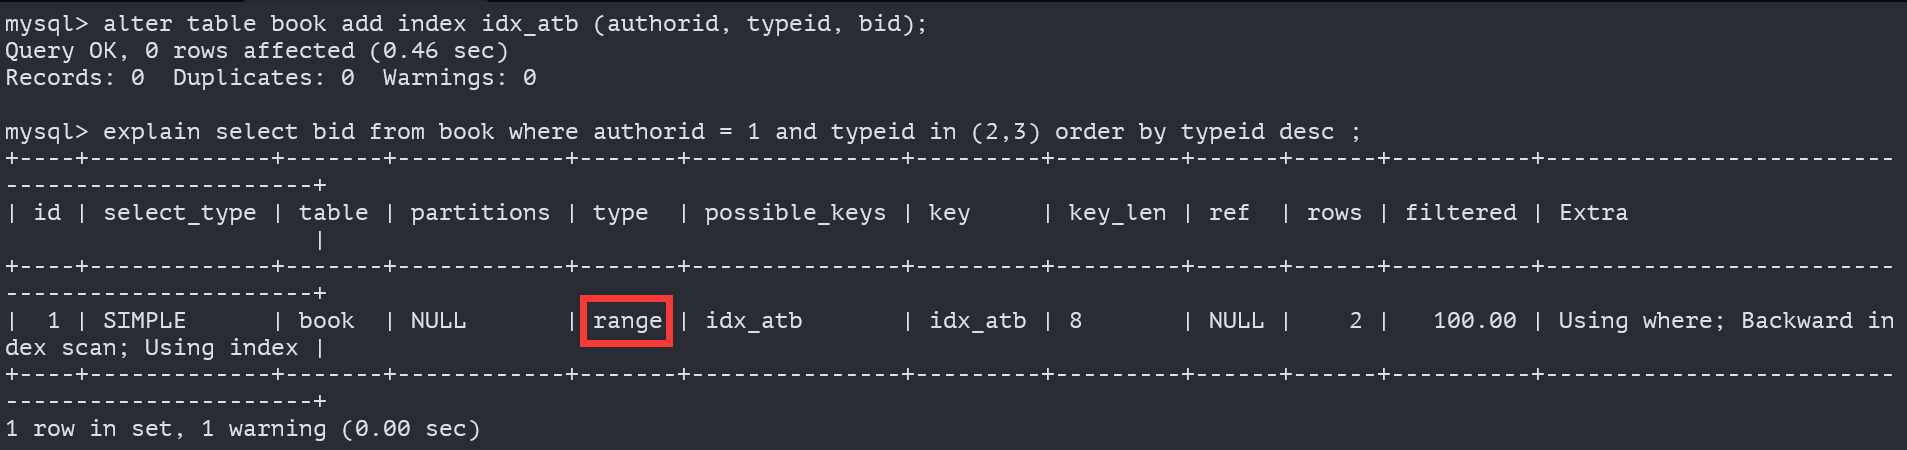 mysql> alter table book add index idx_atb (authorid, typeid, bid);
Query OK, 0 rows affected (0.46 sec)
Records: 0  Duplicates: 0  Warnings: 0

mysql> explain select bid from book where authorid = 1 and typeid in (2,3) order by typeid desc ;
+----+-------------+-------+------------+-------+---------------+---------+---------+------+------+----------+-------------------------
----------------------+
| id | select_type | table | partitions | type  | possible_keys | key     | key_len | ref  | rows | filtered | Extra
                      |
+----+-------------+-------+------------+-------+---------------+---------+---------+------+------+----------+-------------------------
----------------------+
|  1 | SIMPLE      | book  | NULL       | range | idx_atb       | idx_atb | 8       | NULL |    2 |   100.00 | Using where; Backward in
dex scan; Using index |
+----+-------------+-------+------------+-------+---------------+---------+---------+------+------+----------+-------------------------
----------------------+
1 row in set, 1 warning (0.00 sec)